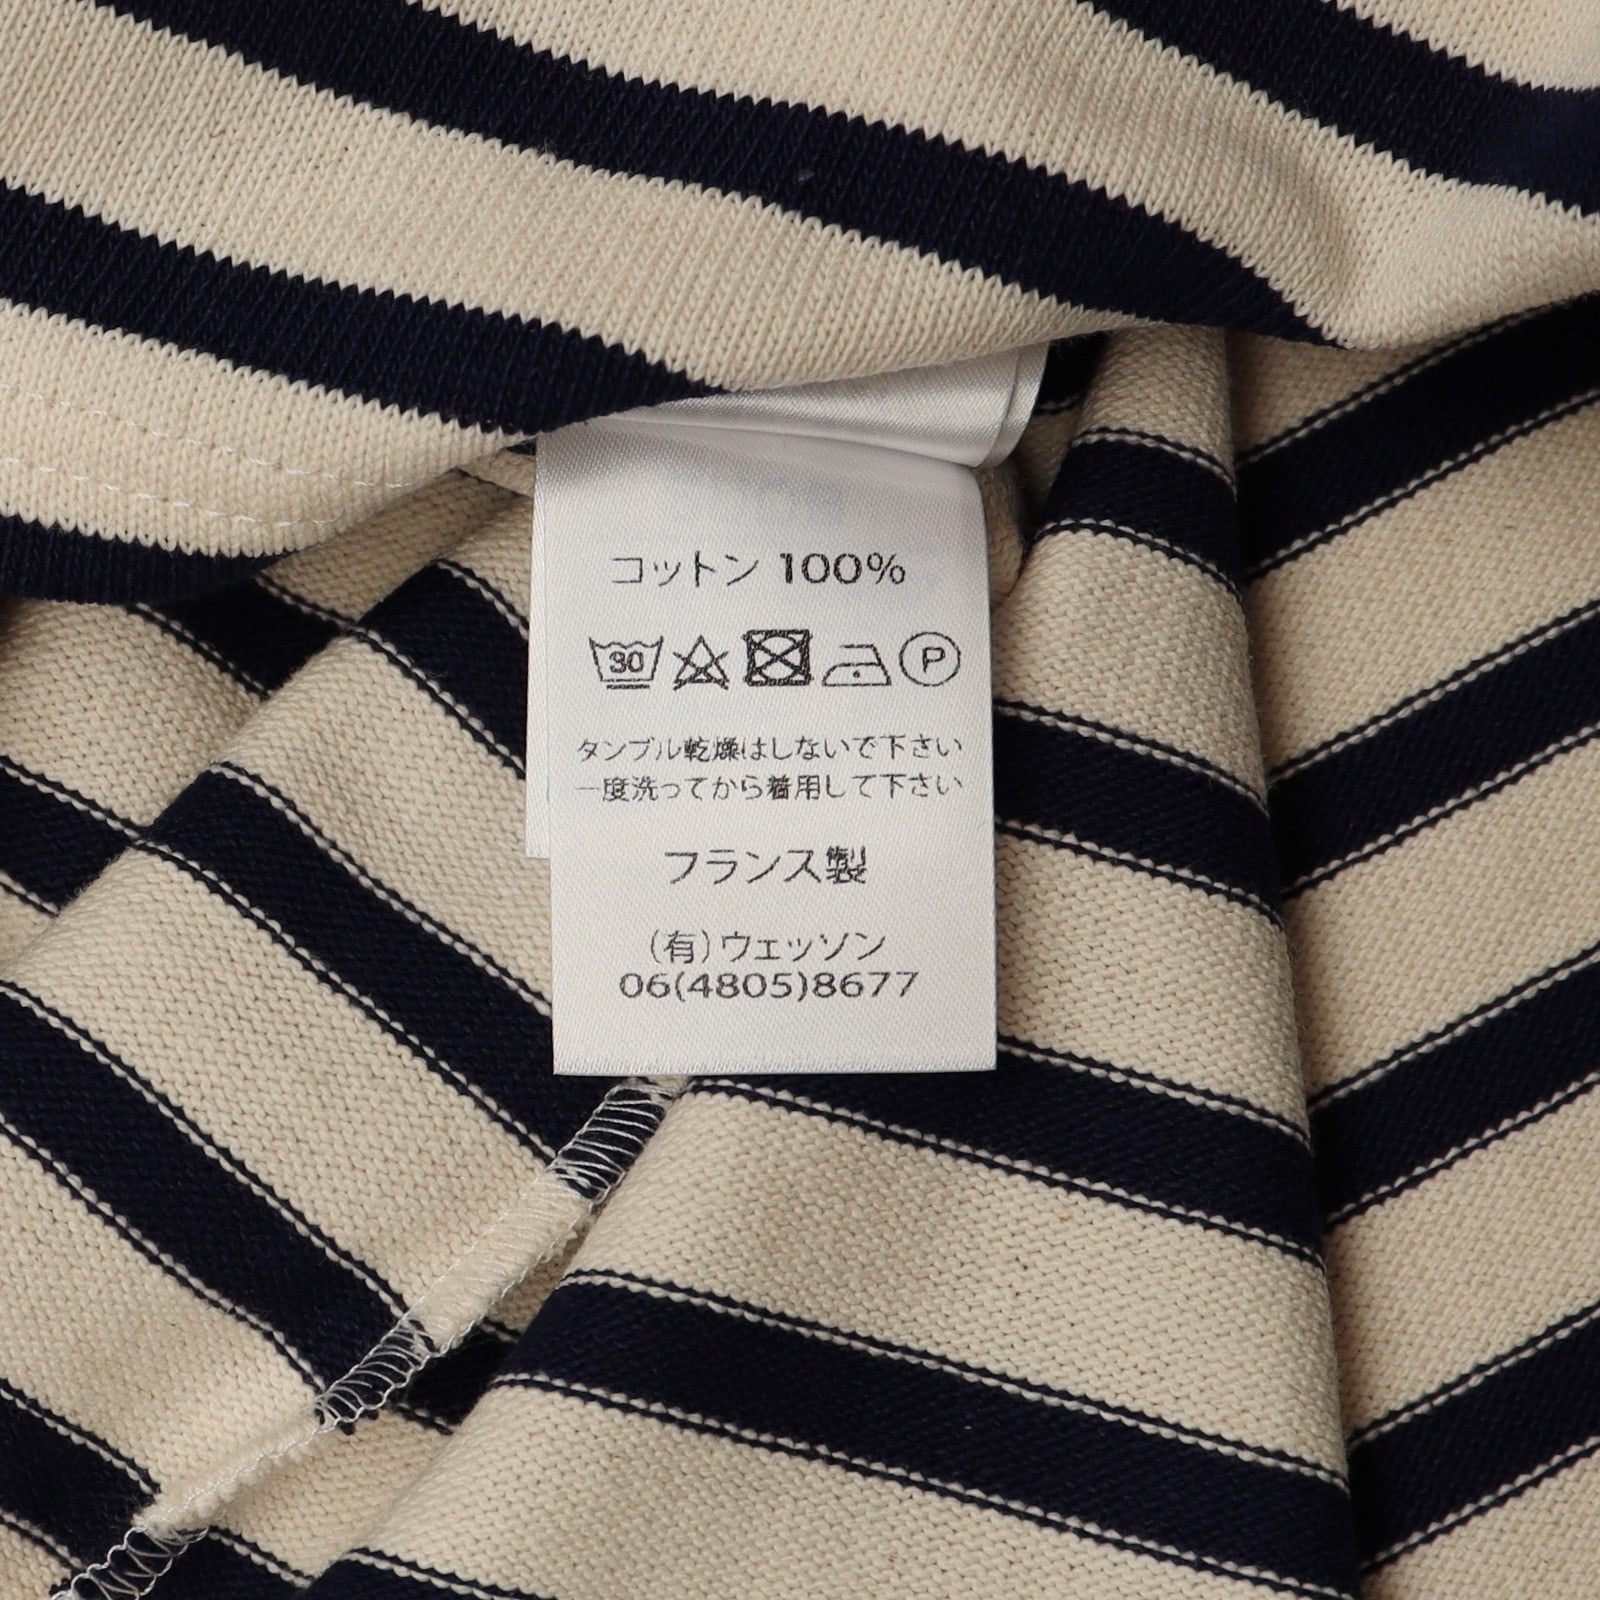 コットン 100%
30 P
タンブル乾燥はしないで下さい
一度洗ってから着用して下さい
フランス製
(有)ウェッソン
06(4805)8677